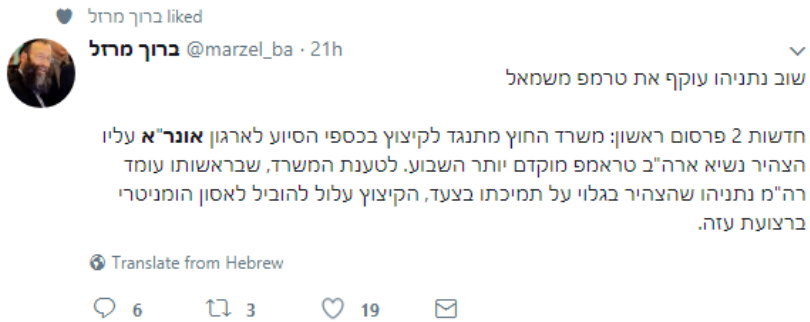 ברוך מרזל liked
ברוך מרזל @marzel_ba · 21h
שוב נתניהו עוקף את טרמפ משמאל
חדשות 2 פרסום ראשון: משרד החוץ מתנגד לקיצוץ בכספי הסיוע לארגון אונר"א עליו
הצהיר נשיא ארה"ב טראמפ מוקדם יותר השבוע. לטענת המשרד, שבראשותו עומד
רה"מ נתניהו שהצהיר בגלוי על תמיכתו בצעד, הקיצוץ עלול להוביל לאסון הומניטרי
ברצועת עזה.
Translate from Hebrew
6 3 19